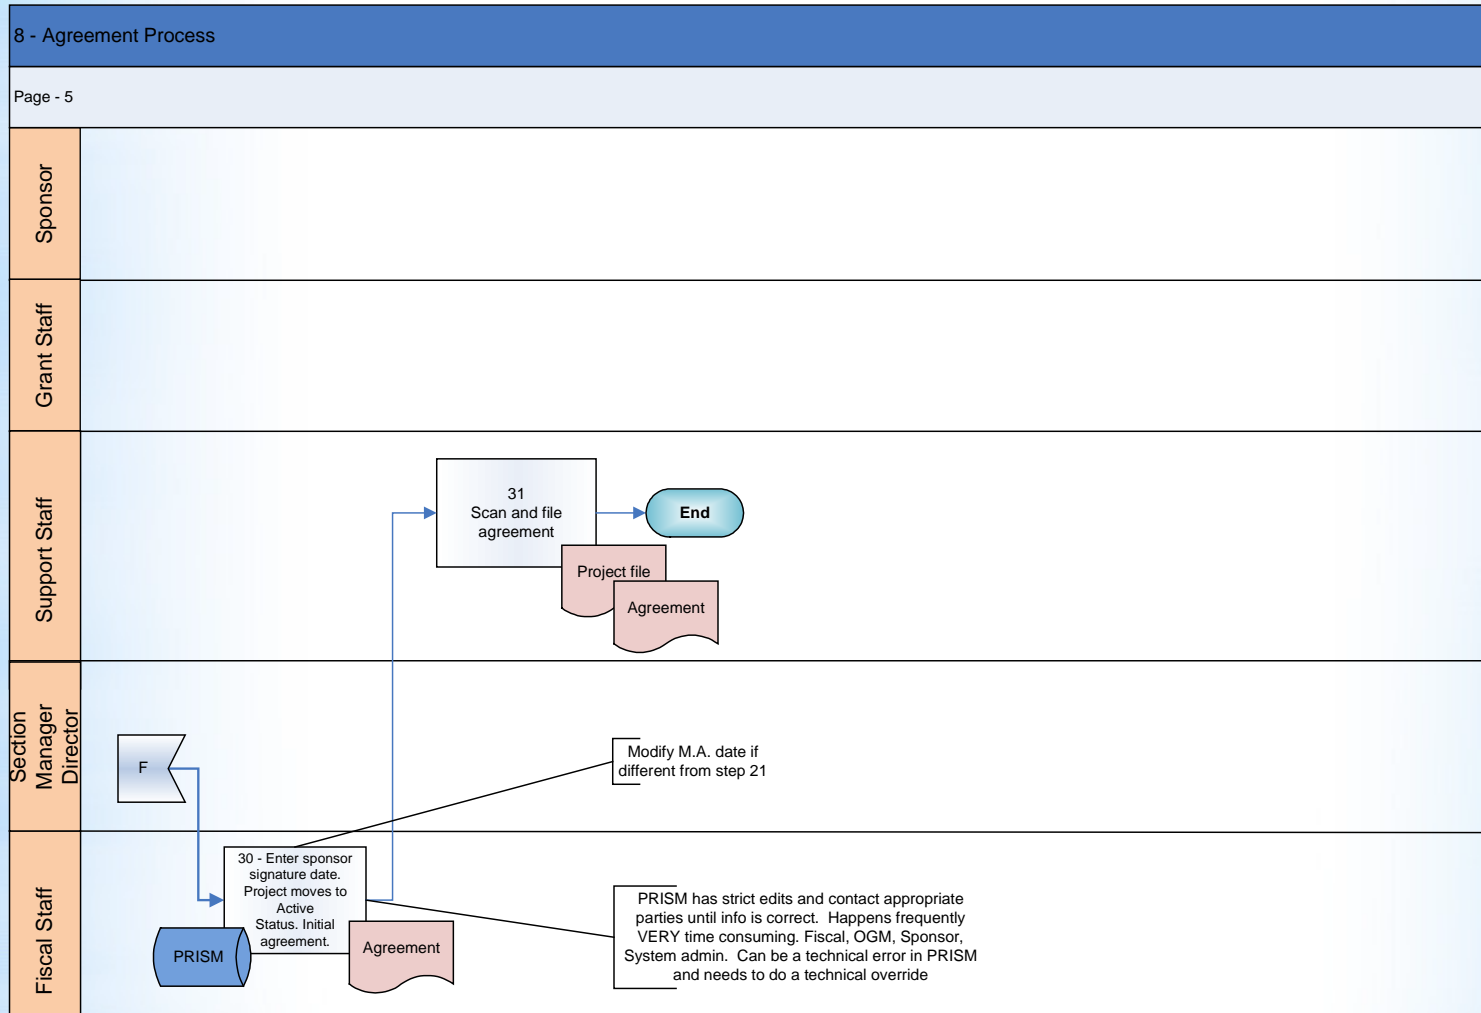 8 - Agreement Process
Page - 5
Sponsor
Grant Staff
Support Staff
31
Scan and file
agreement
End
Project file
Agreement
Section
Manager
Director
F
Modify M.A. date if
different from step 21
Fiscal Staff
30 - Enter sponsor
signature date.
Project moves to
Active
Status. Initial
agreement.
PRISM
Agreement
PRISM has strict edits and contact appropriate
parties until info is correct.  Happens frequently
VERY time consuming. Fiscal, OGM, Sponsor,
System admin.  Can be a technical error in PRISM
and needs to do a technical override